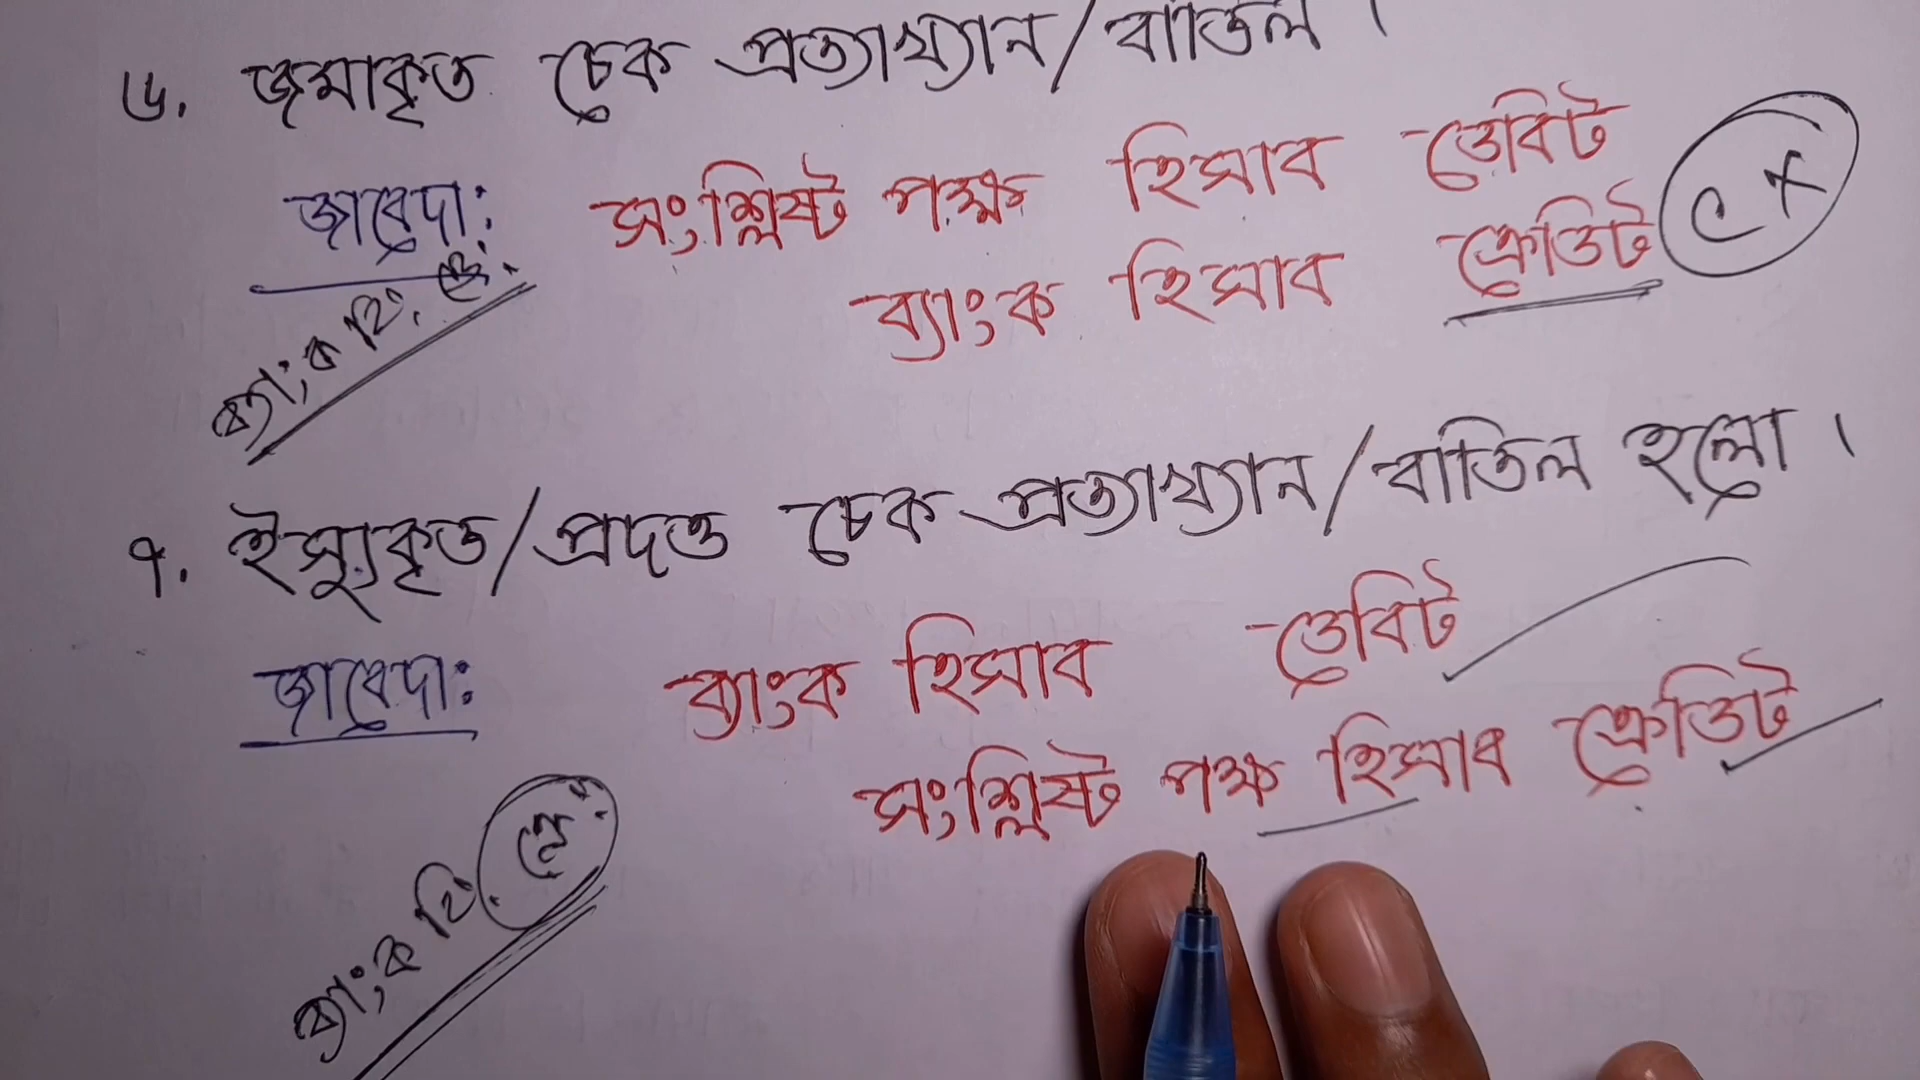 ৬. জমাকৃত চেক প্রত্যাখ্যান/বাতিল।
জাবেদা: সংশ্লিষ্ট পক্ষ হিসাব ডেবিট
ব্যাংক হিসাব ক্রেডিট
ব্যাংক হি:
৭. ইস্যুকৃত/প্রদত্ত চেক প্রত্যাখ্যান/বাতিল হলো।
জাবেদা: ব্যাংক হিসাব ডেবিট
সংশ্লিষ্ট পক্ষ হিসাব ক্রেডিট
ব্যাংক হি: